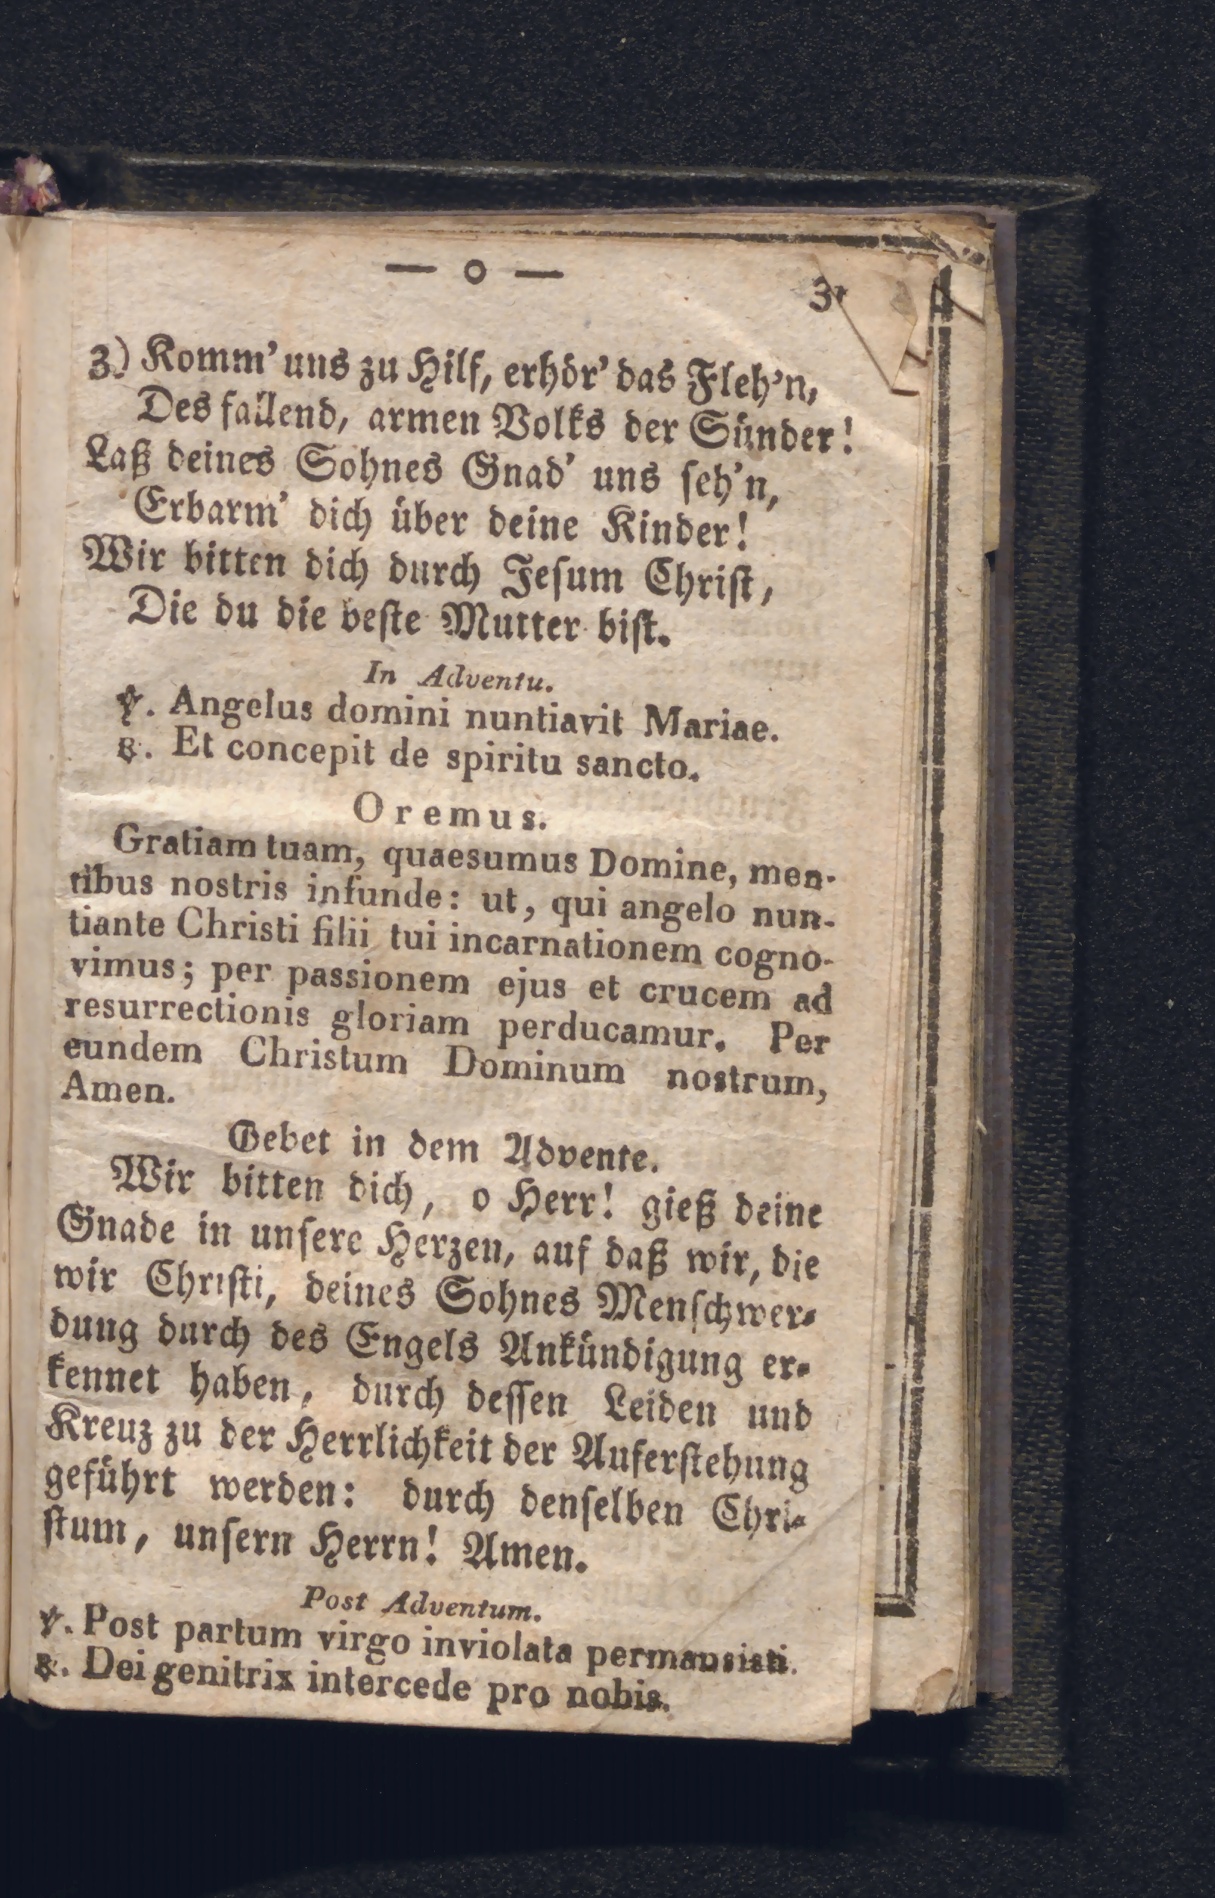 — o —
3.) Komm' uns zu Hilf, erhör' das Fleh'n,
Des fallend, armen Volks der Sünder!
Laß deines Sohnes Gnad' uns seh'n,
Erbarm' dich über deine Kinder!
Wir bitten dich durch Jesum Christ,
Die du die beste Mutter bist.
In Adventu.
℣. Angelus domini nuntiavit Mariae.
℞. Et concepit de spiritu sancto.
Oremus.
Gratiam tuam, quaesumus Domine, men-
tibus nostris infunde: ut, qui angelo nun-
tiante Christi filii tui incarnationem cogno-
vimus; per passionem ejus et crucem ad
resurrectionis gloriam perducamur. Per
eundem Christum Dominum nostrum,
Amen.
Gebet in dem Advente.
Wir bitten dich, o Herr! gieß deine
Gnade in unsere Herzen, auf daß wir, die
wir Christi, deines Sohnes Menschwer-
dung durch des Engels Ankündigung er-
kennet haben, durch dessen Leiden und
Kreuz zu der Herrlichkeit der Auferstehung
geführt werden: durch denselben Chri-
stum, unsern Herrn! Amen.
Post Adventum.
℣. Post partum virgo inviolata permansisti.
℞. Dei genitrix intercede pro nobis.